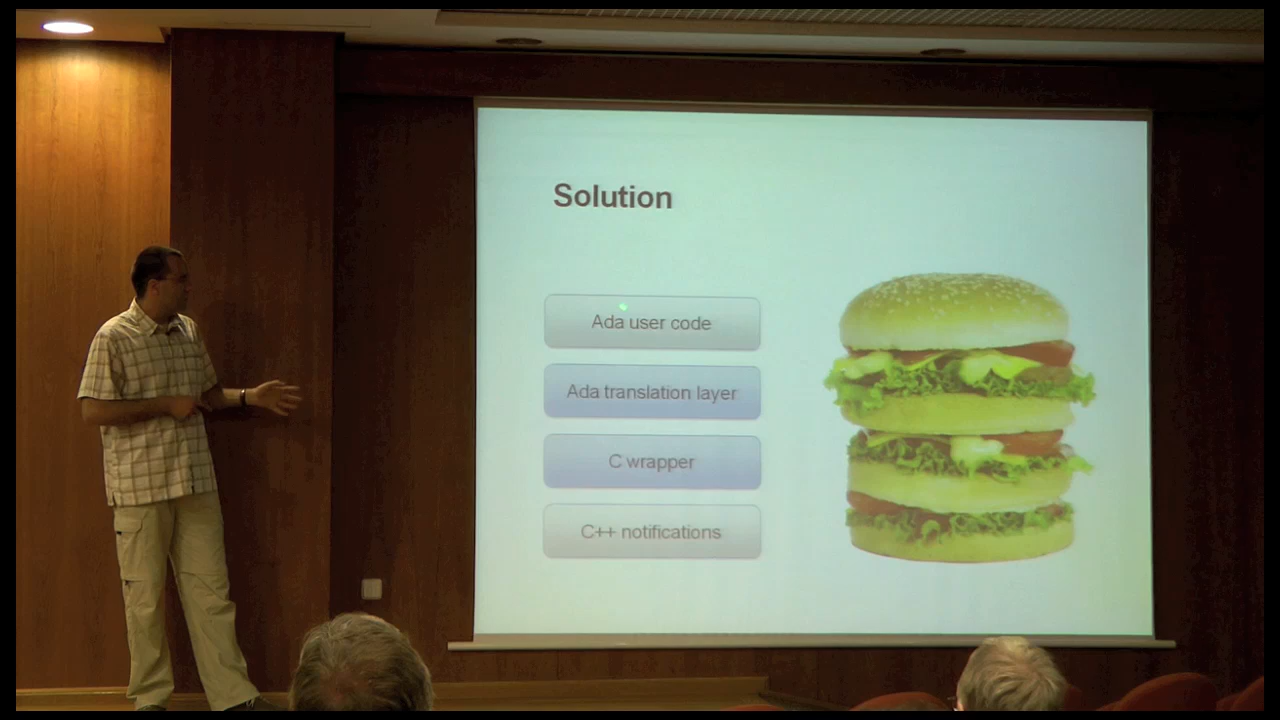 Solution
Ada user code
Ada translation layer
C wrapper
C++ notifications